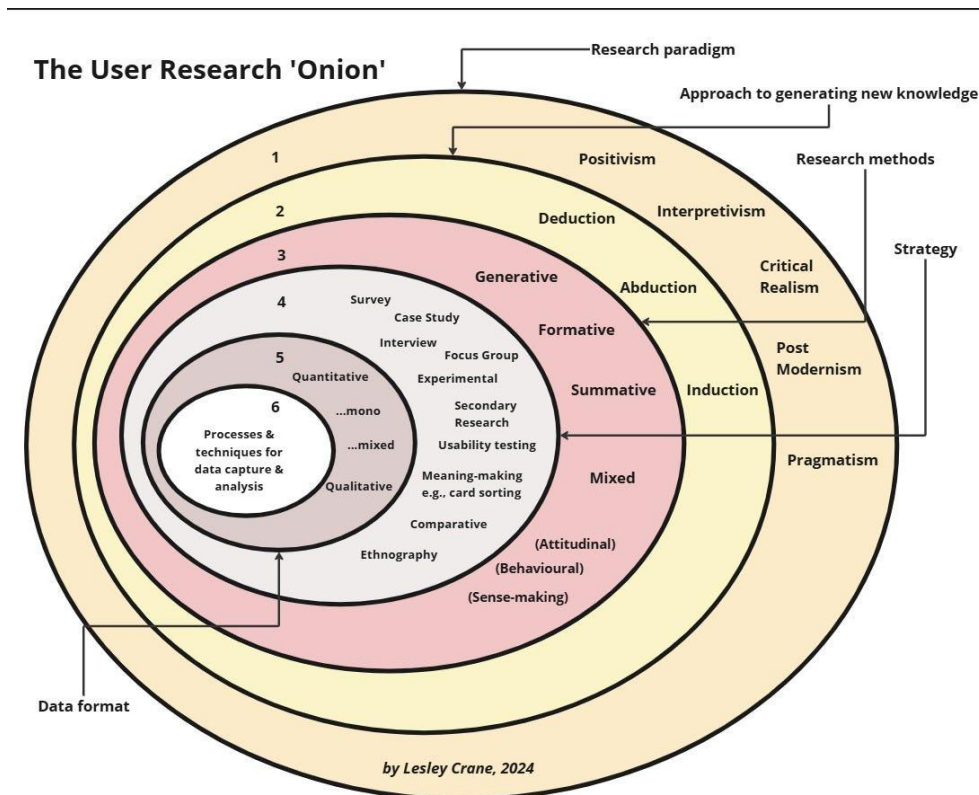 The User Research 'Onion'
Research paradigm
Approach to generating new knowledge
Research methods
Strategy
1
Positivism
Interpretivism
Critical
Realism
Post
Modernism
Pragmatism
2
Deduction
Abduction
Induction
3
Generative
Formative
Summative
Mixed
(Attitudinal)
(Behavioural)
(Sense-making)
4
Survey
Case Study
Interview
Focus Group
Experimental
Secondary
Research
Usability testing
Meaning-making
e.g., card sorting
Comparative
Ethnography
5
Quantitative
...mono
...mixed
Qualitative
6
Processes &
techniques for
data capture &
analysis
Data format
by Lesley Crane, 2024